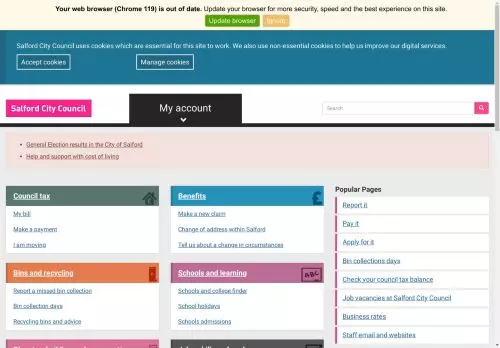 Your web browser (Chrome 119) is out of date. Update your browser for more security, speed and the best experience on this site.
Update browser Ignore
Salford City Council uses cookies which are essential for this site to work. We also use non-essential cookies to help us improve our digital services.
Accept cookies Manage cookies
Salford City Council
My account
Search
General Election results in the City of Salford
Help and support with cost of living
Council tax
My bill
Make a payment
I am moving
Benefits
Make a new claim
Change of address within Salford
Tell us about a change in circumstances
Bins and recycling
Report a missed bin collection
Bin collection days
Recycling bins and advice
Schools and learning
ABC
Schools and college finder
School holidays
Schools admissions
Popular Pages
Report it
Pay it
Apply for it
Bin collections days
Check your council tax balance
Job vacancies at Salford City Council
Business rates
Staff email and websites